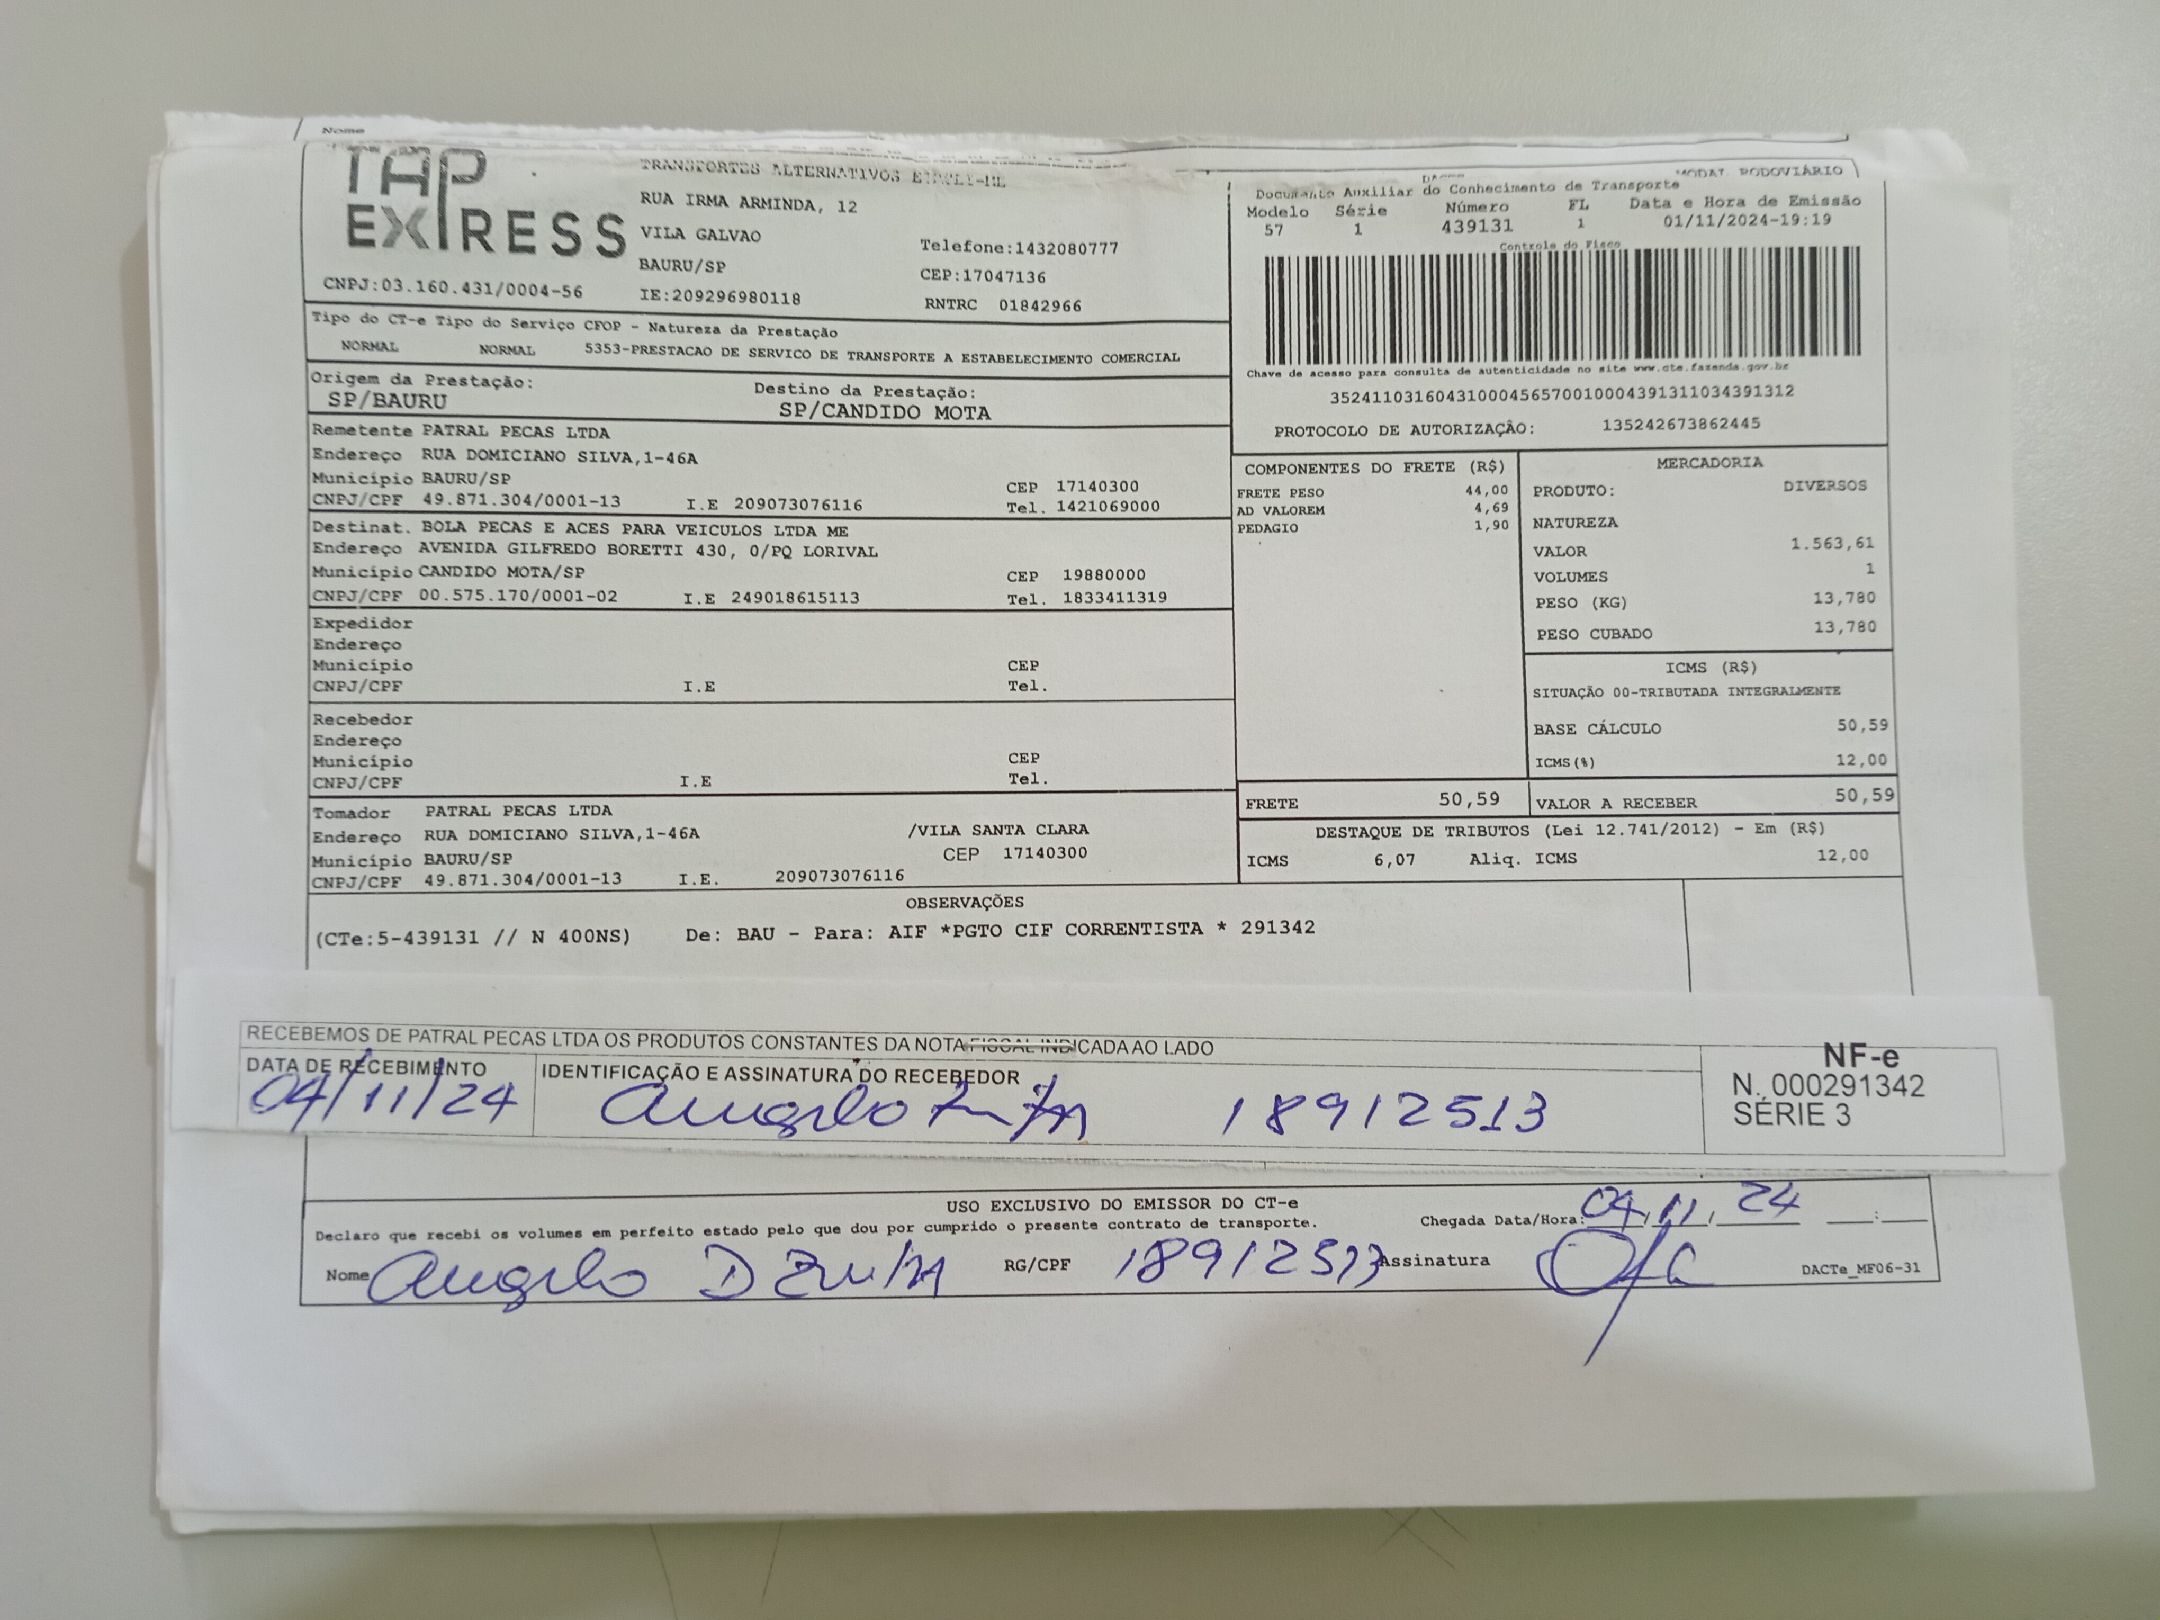 Nome
TAP EXPRESS
TRANSPORTES ALTERNATIVOS
RUA IRMA ARMINDA, 12
VILA GALVAO
Telefone:1432080777
BAURU/SP
CEP:17047136
CNPJ:03.160.431/0004-56
IE:209296980118
RNTRC 01842966
MODAL RODOVIÁRIO
Documento Auxiliar do Conhecimento de Transporte
Modelo Série Número FL Data e Hora de Emissão
57 1 439131 1 01/11/2024-19:19
Controle do Fisco
Chave de acesso para consulta de autenticidade no site www.cte.fazenda.gov.br
35241103160431000456570010004391311034391312
PROTOCOLO DE AUTORIZAÇÃO: 135242673862445
Tipo do CT-e Tipo do Serviço CFOP - Natureza da Prestação
NORMAL NORMAL 5353-PRESTACAO DE SERVICO DE TRANSPORTE A ESTABELECIMENTO COMERCIAL
Origem da Prestação: Destino da Prestação:
SP/BAURU SP/CANDIDO MOTA
Remetente PATRAL PECAS LTDA
Endereço RUA DOMICIANO SILVA,1-46A
Município BAURU/SP CEP 17140300
CNPJ/CPF 49.871.304/0001-13 I.E 209073076116 Tel. 1421069000
Destinat. BOLA PECAS E ACES PARA VEICULOS LTDA ME
Endereço AVENIDA GILFREDO BORETTI 430, 0/PQ LORIVAL
Município CANDIDO MOTA/SP CEP 19880000
CNPJ/CPF 00.575.170/0001-02 I.E 249018615113 Tel. 1833411319
Expedidor
Endereço
Município CEP
CNPJ/CPF I.E Tel.
Recebedor
Endereço
Município CEP
CNPJ/CPF I.E Tel.
Tomador PATRAL PECAS LTDA
Endereço RUA DOMICIANO SILVA,1-46A /VILA SANTA CLARA
Município BAURU/SP CEP 17140300
CNPJ/CPF 49.871.304/0001-13 I.E. 209073076116
COMPONENTES DO FRETE (R$)
FRETE PESO 44,00
AD VALOREM 4,69
PEDAGIO 1,90
MERCADORIA
PRODUTO: DIVERSOS
NATUREZA
VALOR 1.563,61
VOLUMES 1
PESO (KG) 13,780
PESO CUBADO 13,780
ICMS (R$)
SITUAÇÃO 00-TRIBUTADA INTEGRALMENTE
BASE CÁLCULO 50,59
ICMS(%) 12,00
FRETE 50,59 VALOR A RECEBER 50,59
DESTAQUE DE TRIBUTOS (Lei 12.741/2012) - Em (R$)
ICMS 6,07 Aliq. ICMS 12,00
OBSERVAÇÕES
(CTe:5-439131 // N 400NS) De: BAU - Para: AIF *PGTO CIF CORRENTISTA * 291342
RECEBEMOS DE PATRAL PECAS LTDA OS PRODUTOS CONSTANTES DA NOTA FISCAL INDICADA AO LADO
DATA DE RECEBIMENTO IDENTIFICAÇÃO E ASSINATURA DO RECEBEDOR
04/11/24 Angelo 18912513
NF-e
N. 000291342
SÉRIE 3
USO EXCLUSIVO DO EMISSOR DO CT-e
Declaro que recebi os volumes em perfeito estado pelo que dou por cumprido o presente contrato de transporte.
Chegada Data/Hora: 04/11/24 :
Nome Angelo D RG/CPF 18912513 Assinatura
DACTe_MF06-31